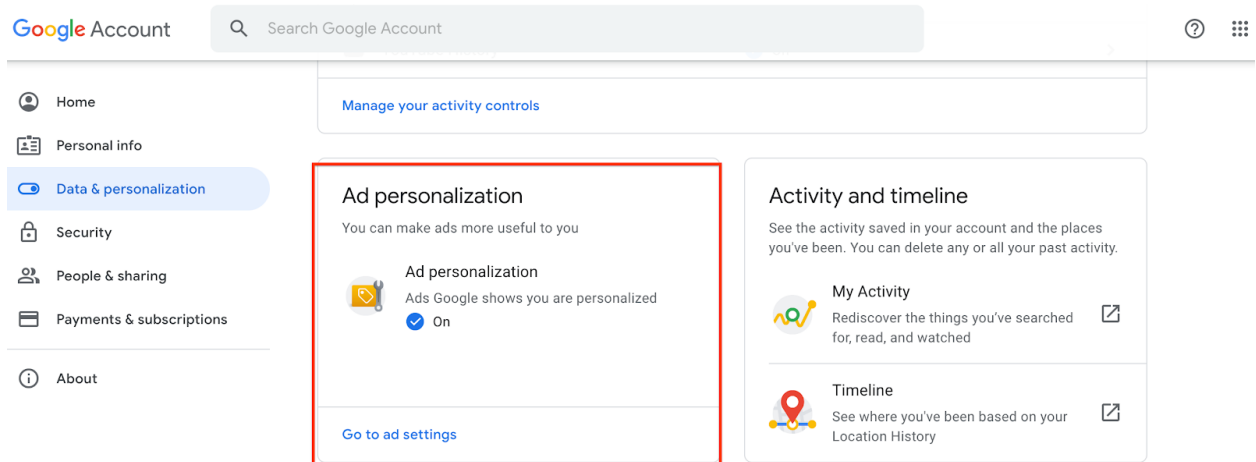 Google Account
Search Google Account
Home
Personal info
Data & personalization
Security
People & sharing
Payments & subscriptions
About
Manage your activity controls
Ad personalization
You can make ads more useful to you
Ad personalization
Ads Google shows you are personalized
On
Go to ad settings
Activity and timeline
See the activity saved in your account and the places
you've been. You can delete any or all your past activity.
My Activity
Rediscover the things you've searched
for, read, and watched
Timeline
See where you've been based on your
Location History